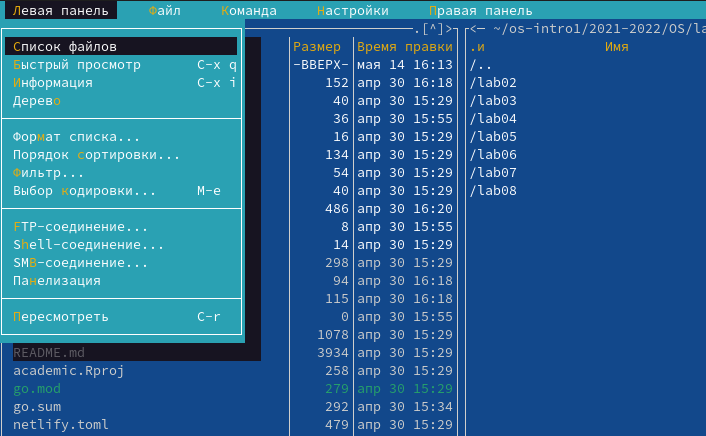 Левая панель Файл Команда Настройки Правая панель
.[^]> <─ ~/os-intro1/2021-2022/OS/la
Список файлов Размер Время правки .и Имя
Быстрый просмотр C-x q -ВВЕРХ- мая 14 16:13 /..
Информация C-x i 152 апр 30 16:18 /lab02
Дерево 40 апр 30 15:29 /lab03
36 апр 30 15:55 /lab04
Формат списка... 16 апр 30 15:29 /lab05
Порядок сортировки... 134 апр 30 15:29 /lab06
Фильтр... 54 апр 30 15:29 /lab07
Выбор кодировки... M-e 40 апр 30 15:29 /lab08
486 апр 30 16:20
FTP-соединение... 8 апр 30 15:55
Shell-соединение... 14 апр 30 15:29
SMB-соединение... 298 апр 30 15:29
Панелизация 94 апр 30 16:18
115 апр 30 16:18
Пересмотреть C-r 0 апр 30 15:55
1078 апр 30 15:29
README.md 3934 апр 30 15:29
academic.Rproj 258 апр 30 15:29
go.mod 279 апр 30 15:29
go.sum 292 апр 30 15:34
netlify.toml 479 апр 30 15:29